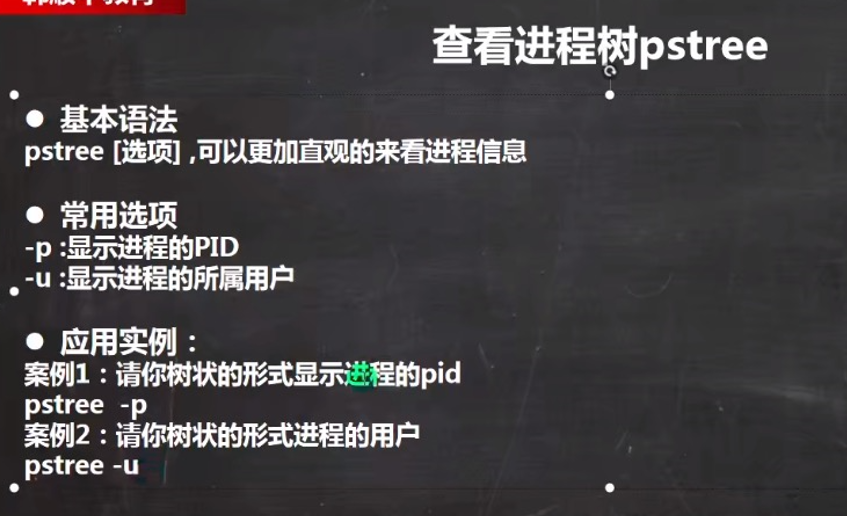 查看进程树pstree
● 基本语法
pstree [选项] ,可以更加直观的来看进程信息
● 常用选项
-p :显示进程的PID
-u :显示进程的所属用户
● 应用实例：
案例1：请你树状的形式显示进程的pid
pstree  -p
案例2：请你树状的形式进程的用户
pstree -u